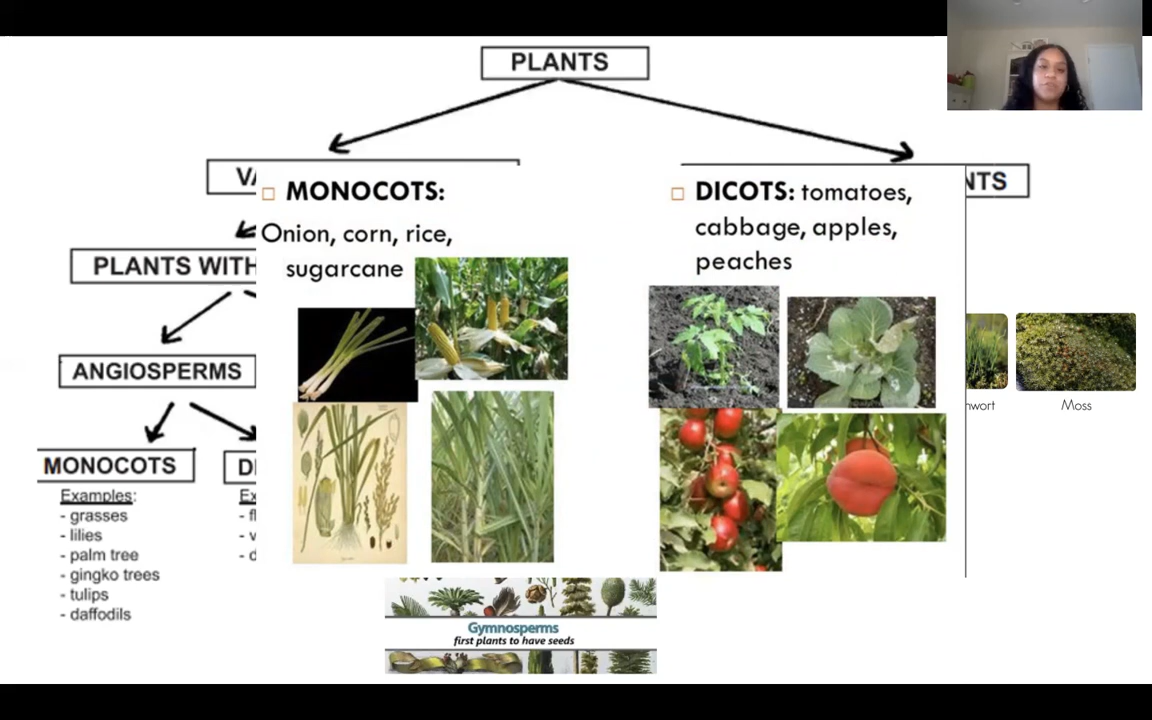 PLANTS
NTS
MONOCOTS:
Onion, corn, rice,
sugarcane
DICOTS: tomatoes,
cabbage, apples,
peaches
PLANTS WITH
ANGIOSPERMS
MONOCOTS
Examples:
- grasses
- lilies
- palm tree
- gingko trees
- tulips
- daffodils
nwort
Moss
Gymnosperms
first plants to have seeds